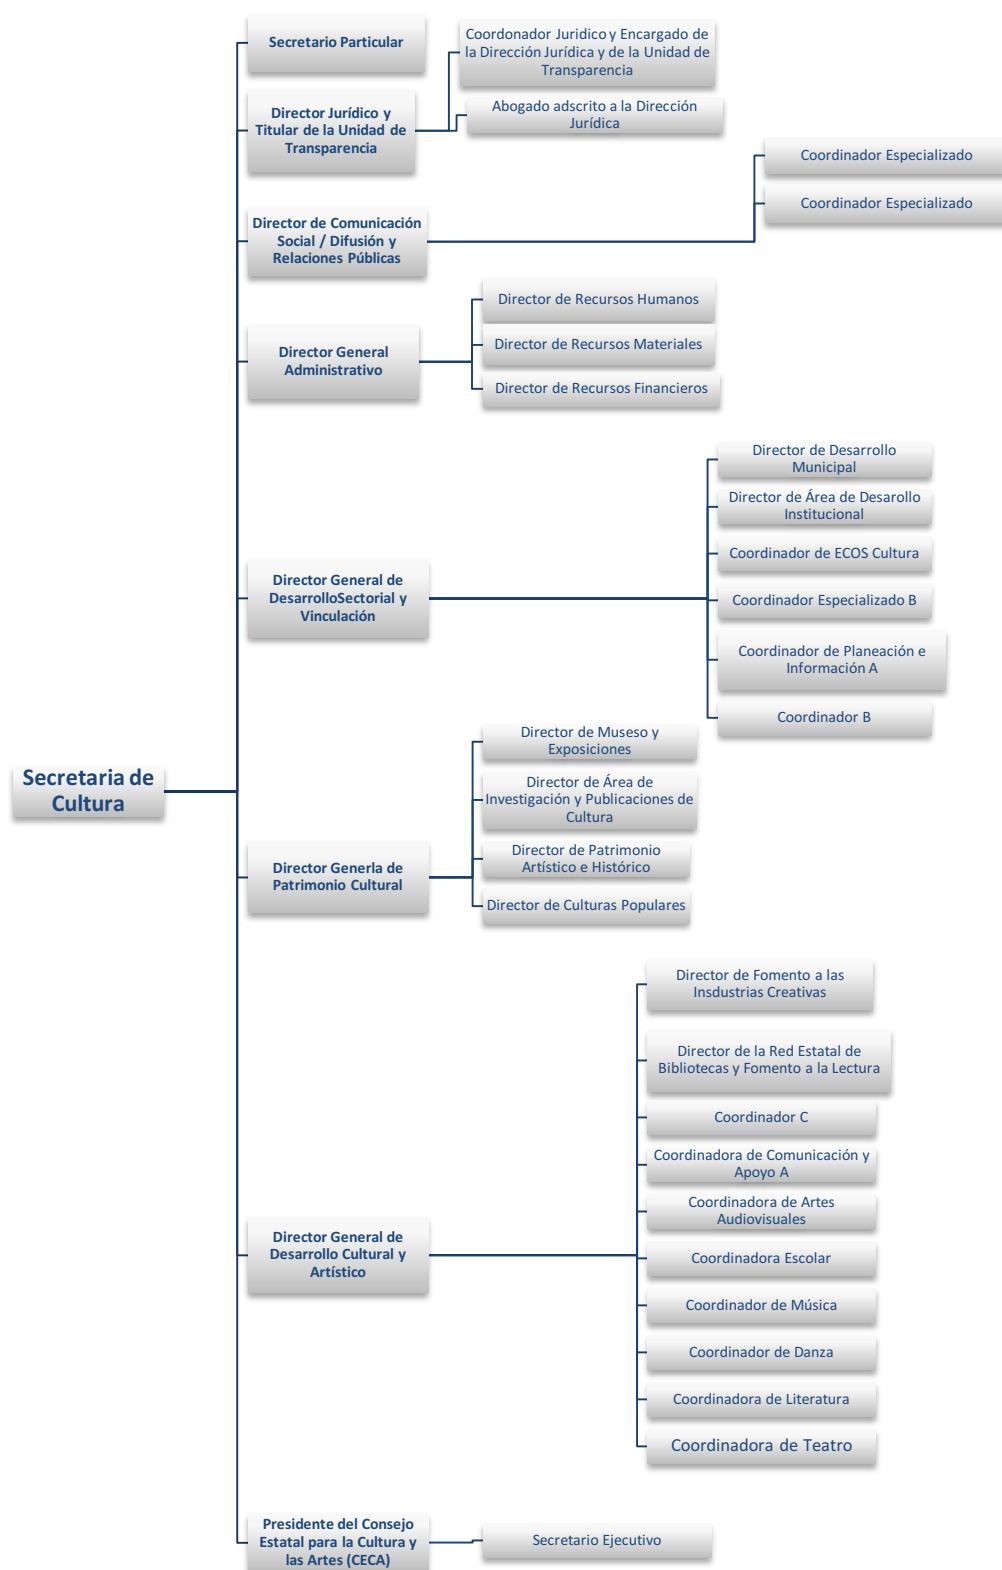 Secretario Particular
Coordonador Juridico y Encargado de
la Dirección Jurídica y de la Unidad de
Transparencia
Director Jurídico y
Titular de la Unidad de
Transparencia
Abogado adscrito a la Dirección
Jurídica
Coordinador Especializado
Coordinador Especializado
Director de Comunicación
Social / Difusión y
Relaciones Públicas
Director de Recursos Humanos
Director General
Administrativo
Director de Recursos Materiales
Director de Recursos Financieros
Director de Desarrollo
Municipal
Director de Área de Desarollo
Institucional
Coordinador de ECOS Cultura
Director General de
DesarrolloSectorial y
Vinculación
Coordinador Especializado B
Coordinador de Planeación e
Información A
Coordinador B
Secretaria de
Cultura
Director de Museso y
Exposiciones
Director de Área de
Investigación y Publicaciones de
Cultura
Director Generla de
Patrimonio Cultural
Director de Patrimonio
Artístico e Histórico
Director de Culturas Populares
Director de Fomento a las
Insdustrias Creativas
Director de la Red Estatal de
Bibliotecas y Fomento a la Lectura
Coordinador C
Coordinadora de Comunicación y
Apoyo A
Coordinadora de Artes
Audiovisuales
Director General de
Desarrollo Cultural y
Artístico
Coordinadora Escolar
Coordinador de Música
Coordinador de Danza
Coordinadora de Literatura
Coordinadora de Teatro
Presidente del Consejo
Estatal para la Cultura y
las Artes (CECA)
Secretario Ejecutivo